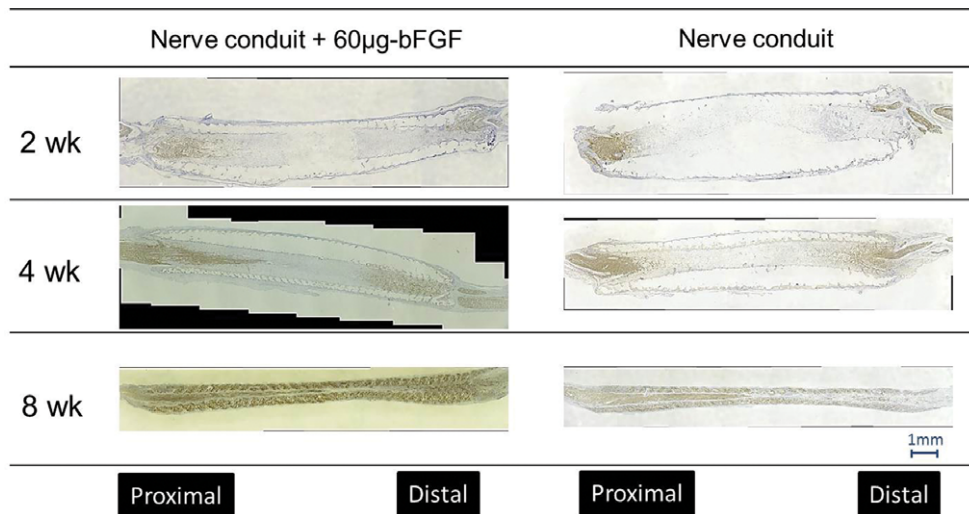 Nerve conduit + 60µg-bFGF
Nerve conduit
2 wk
4 wk
8 wk
1mm
Proximal
Distal
Proximal
Distal